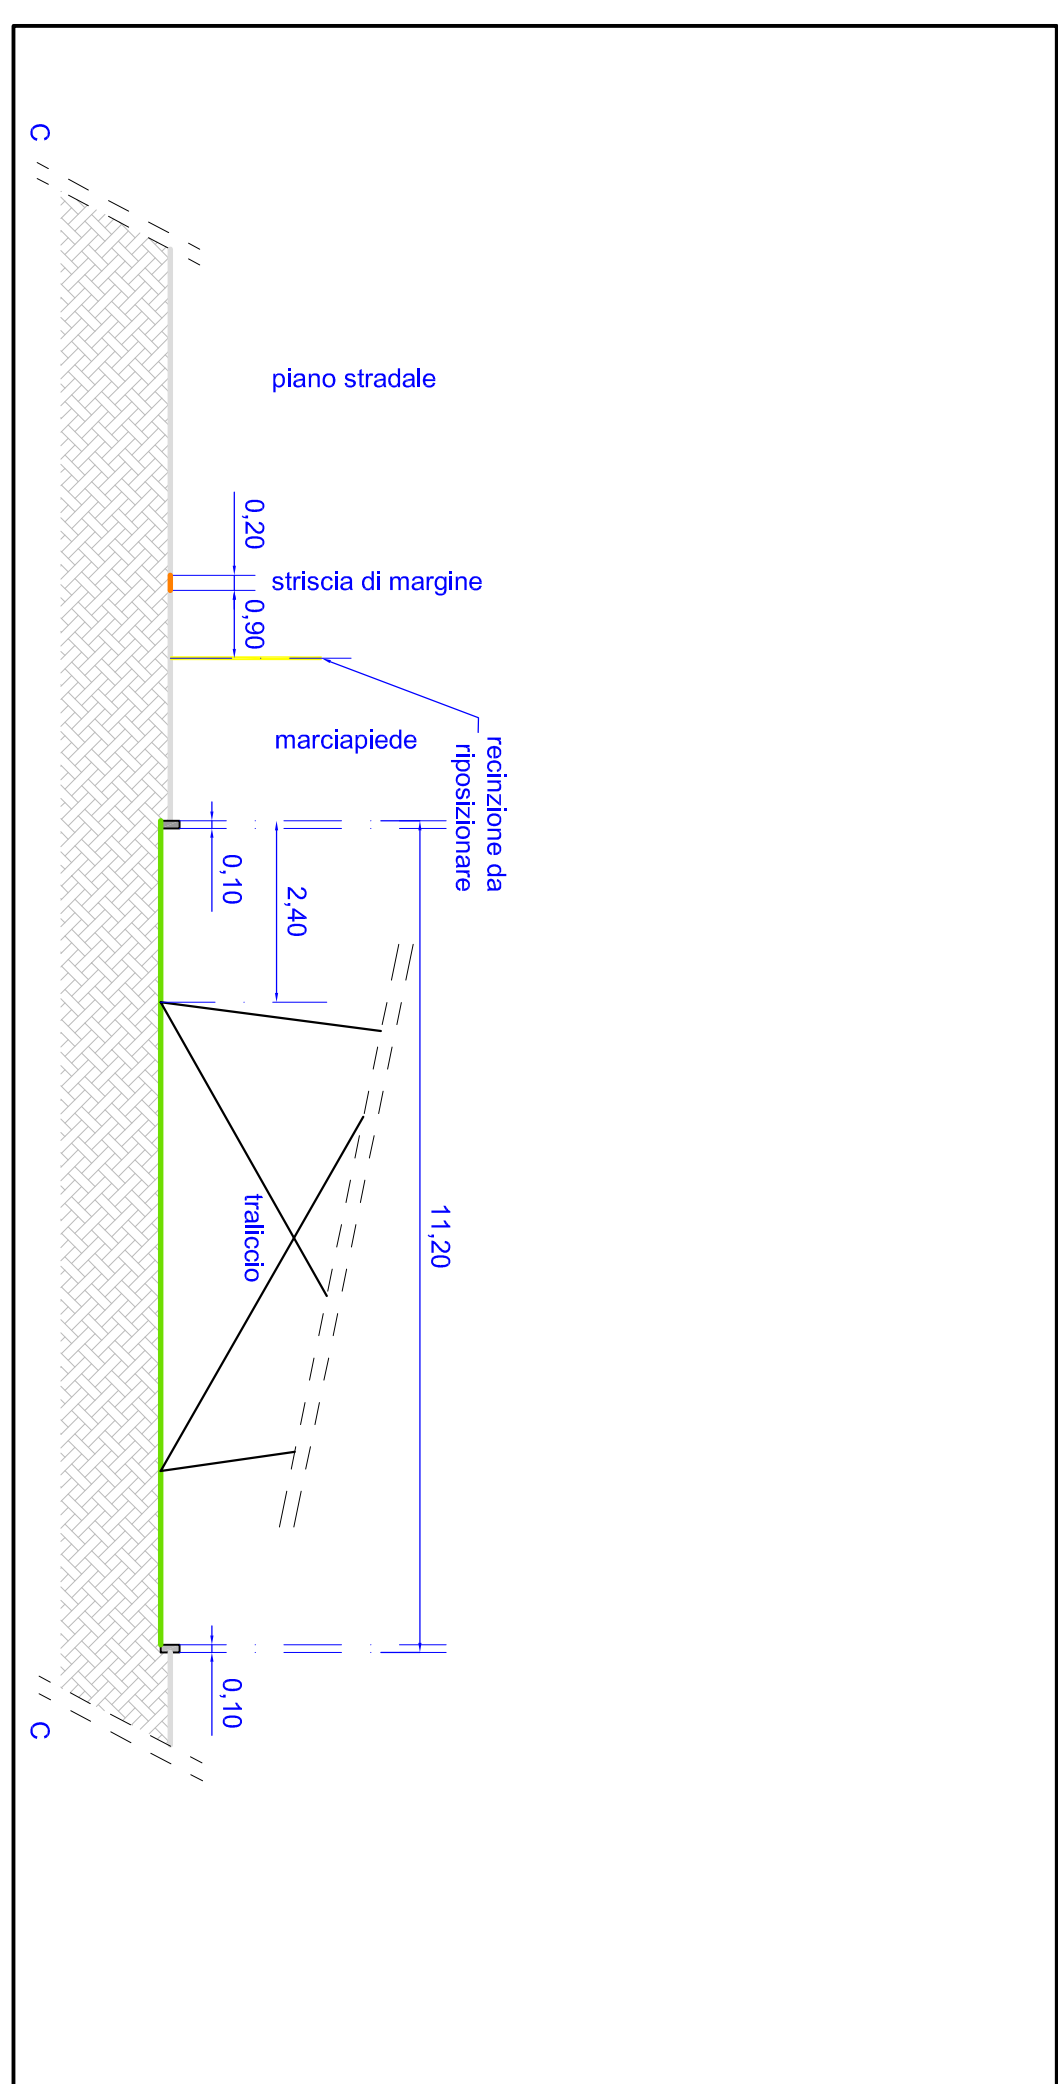 C
piano stradale
0,20
striscia di margine
0,90
recinzione da
riposizionare
marciapiede
0,10
2,40
11,20
traliccio
0,10
C